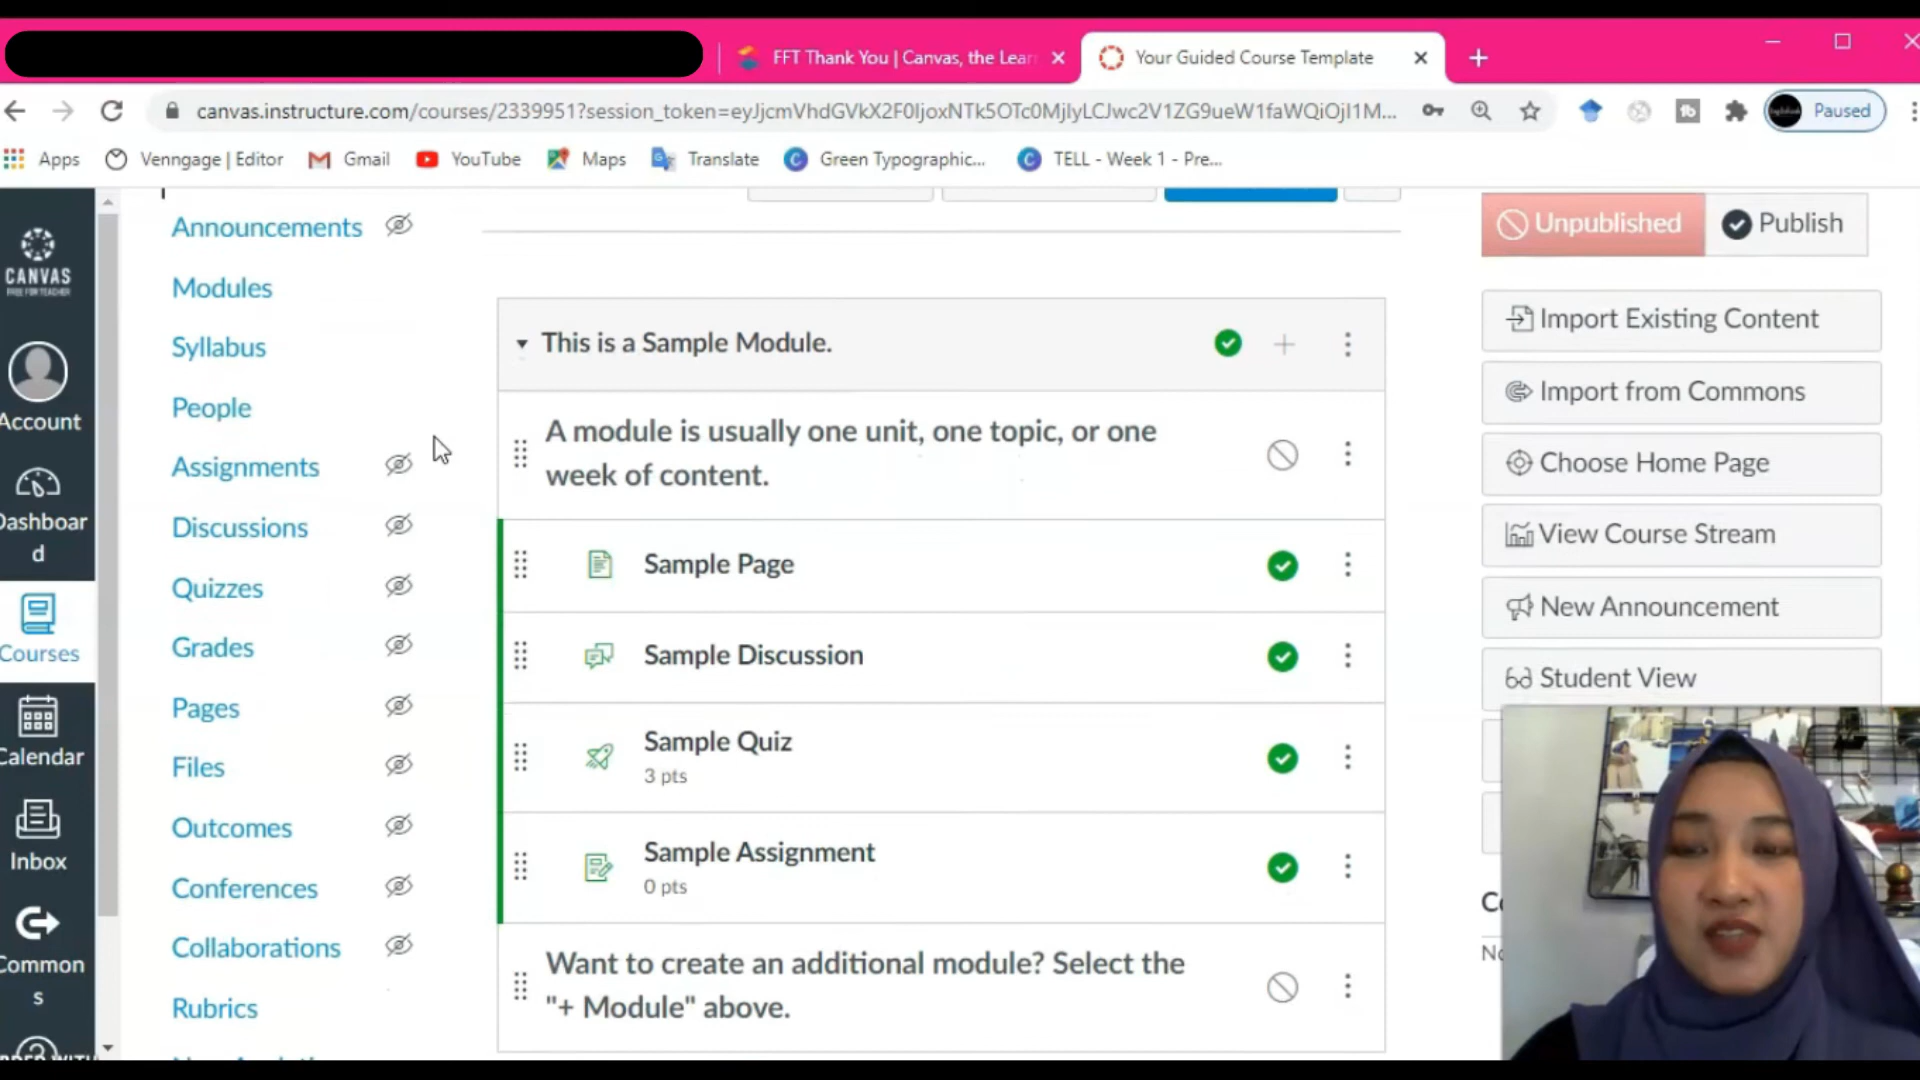 FFT Thank You | Canvas, the Lear
Your Guided Course Template
canvas.instructure.com/courses/2339951?session_token=eyJjcmVhdGVkX2F0IjoxNTk5OTc0MjIyLCJwc2V1ZG9ueW1faWQiOjI1M...
Paused
Apps
Venngage | Editor
Gmail
YouTube
Maps
Translate
Green Typographic...
TELL - Week 1 - Pre...
CANVAS
FREE FOR TEACHER
Account
Dashboar
d
Courses
Calendar
Inbox
Common
s
Announcements
Modules
Syllabus
People
Assignments
Discussions
Quizzes
Grades
Pages
Files
Outcomes
Conferences
Collaborations
Rubrics
This is a Sample Module.
A module is usually one unit, one topic, or one
week of content.
Sample Page
Sample Discussion
Sample Quiz
3 pts
Sample Assignment
0 pts
Want to create an additional module? Select the
"+ Module" above.
Unpublished
Publish
Import Existing Content
Import from Commons
Choose Home Page
View Course Stream
New Announcement
Student View